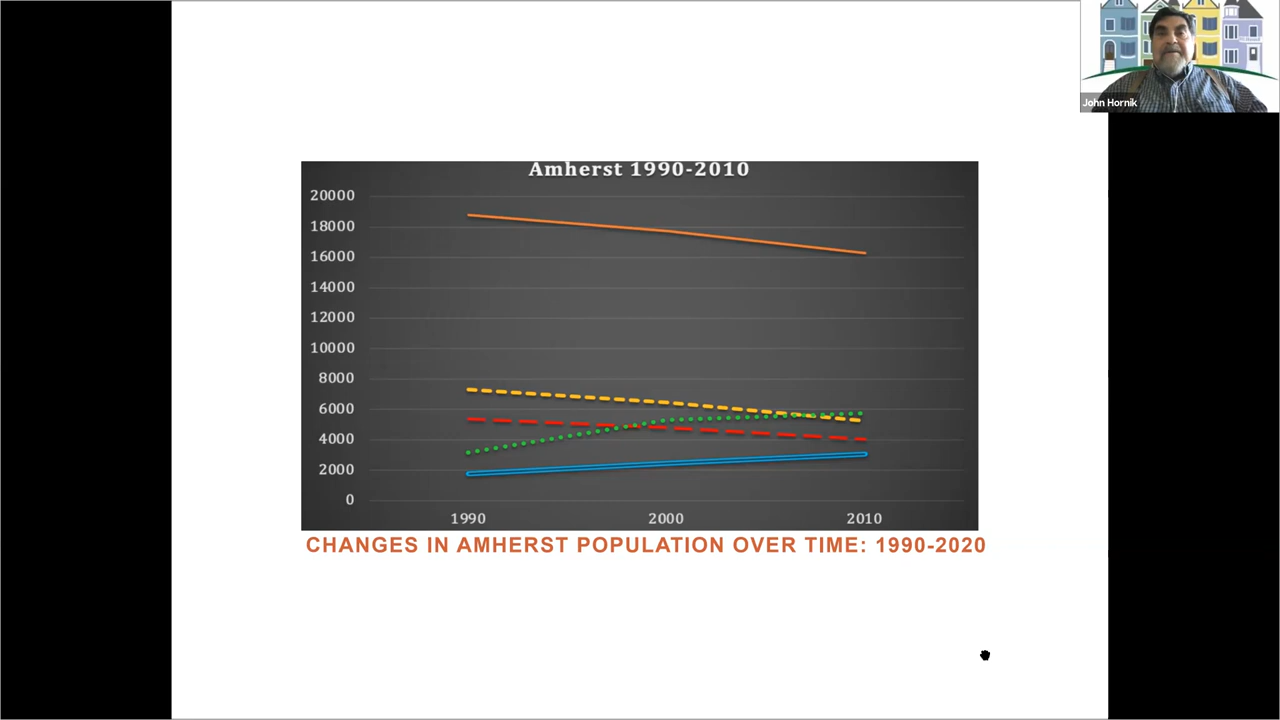 John Hornik
Amherst 1990-2010
20000
18000
16000
14000
12000
10000
8000
6000
4000
2000
0
1990 2000 2010
CHANGES IN AMHERST POPULATION OVER TIME: 1990-2020